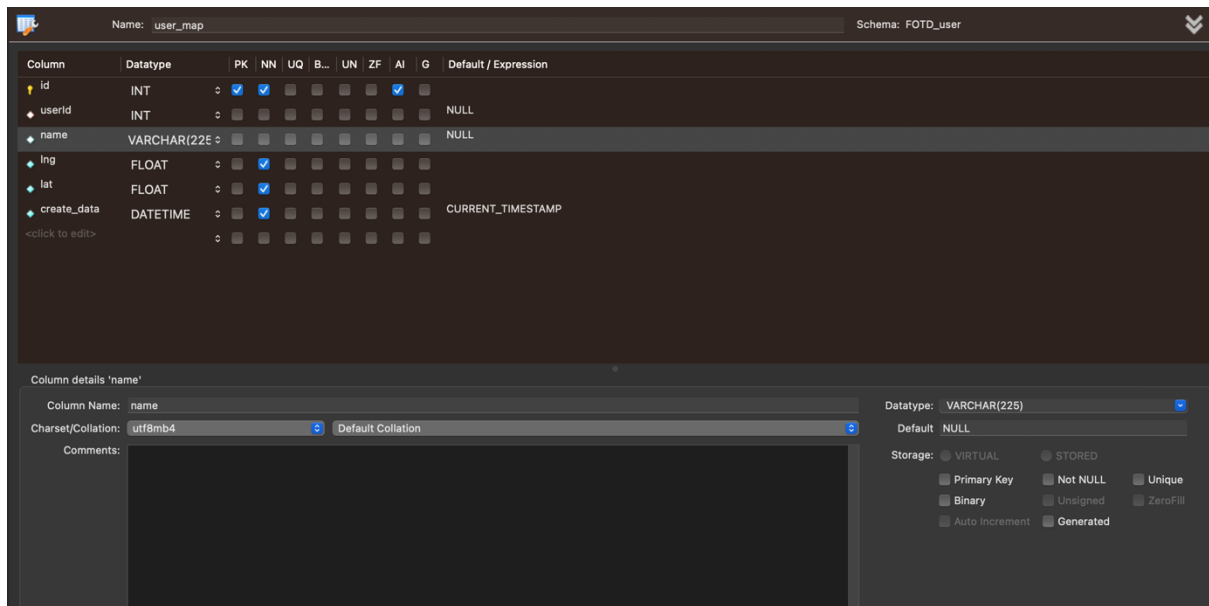 Name: user_map Schema: FOTD_user
Column Datatype PK NN UQ B... UN ZF AI G Default / Expression
id INT
userId INT NULL
name VARCHAR(225 NULL
lng FLOAT
lat FLOAT
create_data DATETIME CURRENT_TIMESTAMP
<click to edit>
Column details 'name'
Column Name: name Datatype: VARCHAR(225)
Charset/Collation: utf8mb4 Default Collation Default NULL
Comments: Storage: VIRTUAL STORED
Primary Key Not NULL Unique
Binary Unsigned ZeroFill
Auto Increment Generated